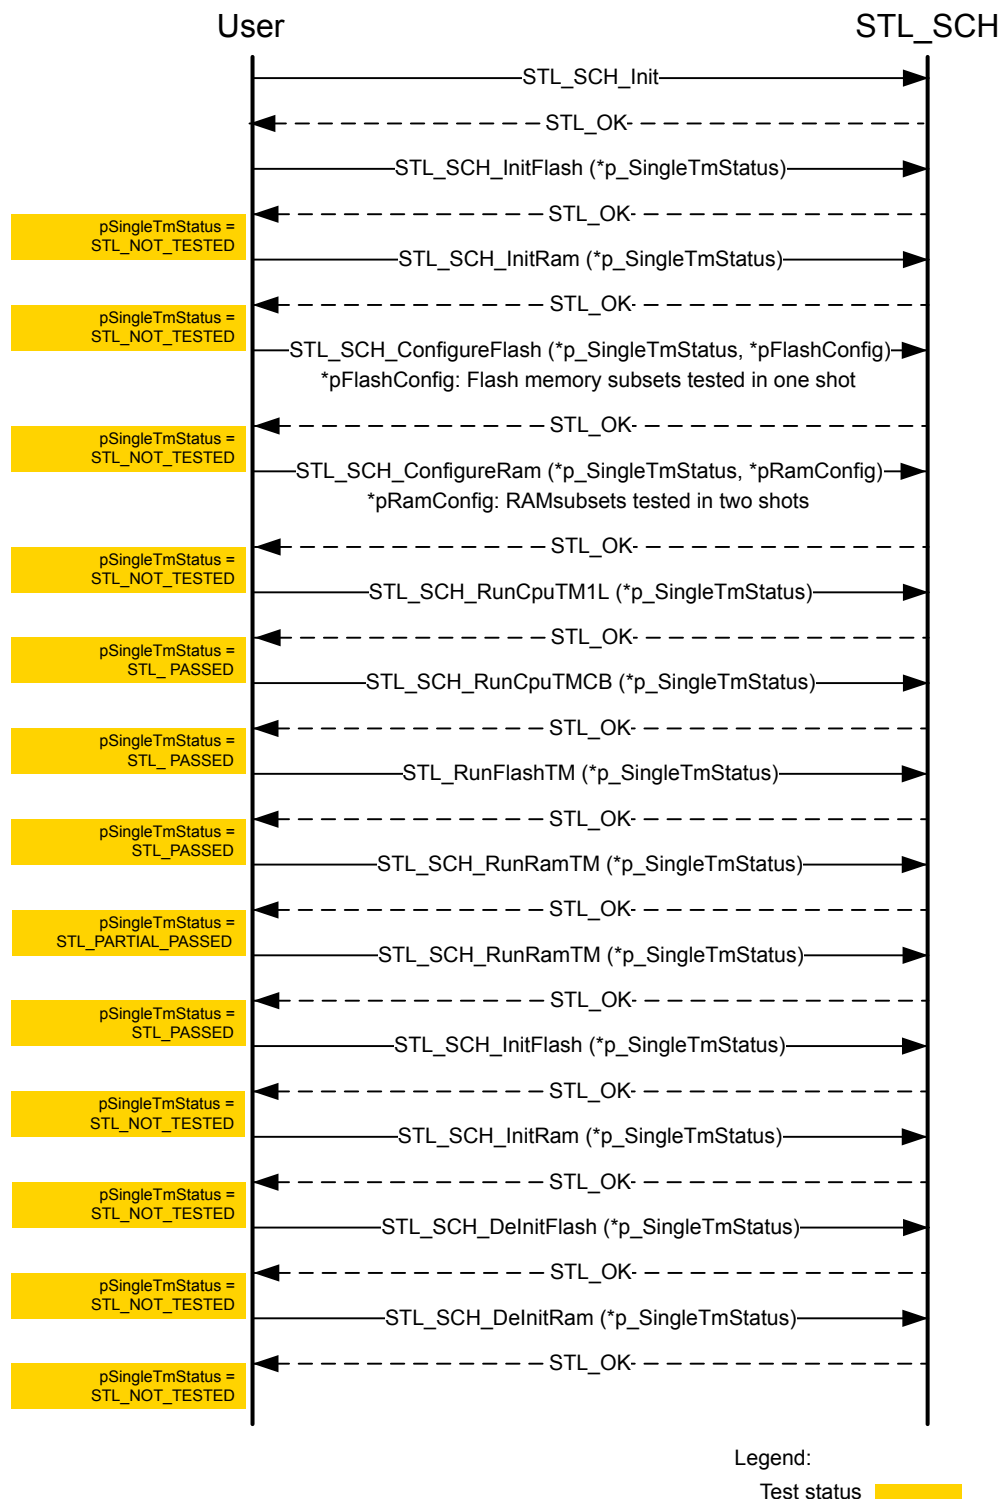 User
STL_SCH
STL_SCH_Init
STL_OK
STL_SCH_InitFlash (*p_SingleTmStatus)
STL_OK
pSingleTmStatus =
STL_NOT_TESTED
STL_SCH_InitRam (*p_SingleTmStatus)
STL_OK
pSingleTmStatus =
STL_NOT_TESTED
STL_SCH_ConfigureFlash (*p_SingleTmStatus, *pFlashConfig)
*pFlashConfig: Flash memory subsets tested in one shot
STL_OK
pSingleTmStatus =
STL_NOT_TESTED
STL_SCH_ConfigureRam (*p_SingleTmStatus, *pRamConfig)
*pRamConfig: RAMsubsets tested in two shots
STL_OK
pSingleTmStatus =
STL_NOT_TESTED
STL_SCH_RunCpuTM1L (*p_SingleTmStatus)
STL_OK
pSingleTmStatus =
STL_ PASSED
STL_SCH_RunCpuTMCB (*p_SingleTmStatus)
STL_OK
pSingleTmStatus =
STL_ PASSED
STL_RunFlashTM (*p_SingleTmStatus)
STL_OK
pSingleTmStatus =
STL_PASSED
STL_SCH_RunRamTM (*p_SingleTmStatus)
STL_OK
pSingleTmStatus =
STL_PARTIAL_PASSED
STL_SCH_RunRamTM (*p_SingleTmStatus)
STL_OK
pSingleTmStatus =
STL_PASSED
STL_SCH_InitFlash (*p_SingleTmStatus)
STL_OK
pSingleTmStatus =
STL_NOT_TESTED
STL_SCH_InitRam (*p_SingleTmStatus)
STL_OK
pSingleTmStatus =
STL_NOT_TESTED
STL_SCH_DeInitFlash (*p_SingleTmStatus)
STL_OK
pSingleTmStatus =
STL_NOT_TESTED
STL_SCH_DeInitRam (*p_SingleTmStatus)
STL_OK
pSingleTmStatus =
STL_NOT_TESTED
Legend:
Test status